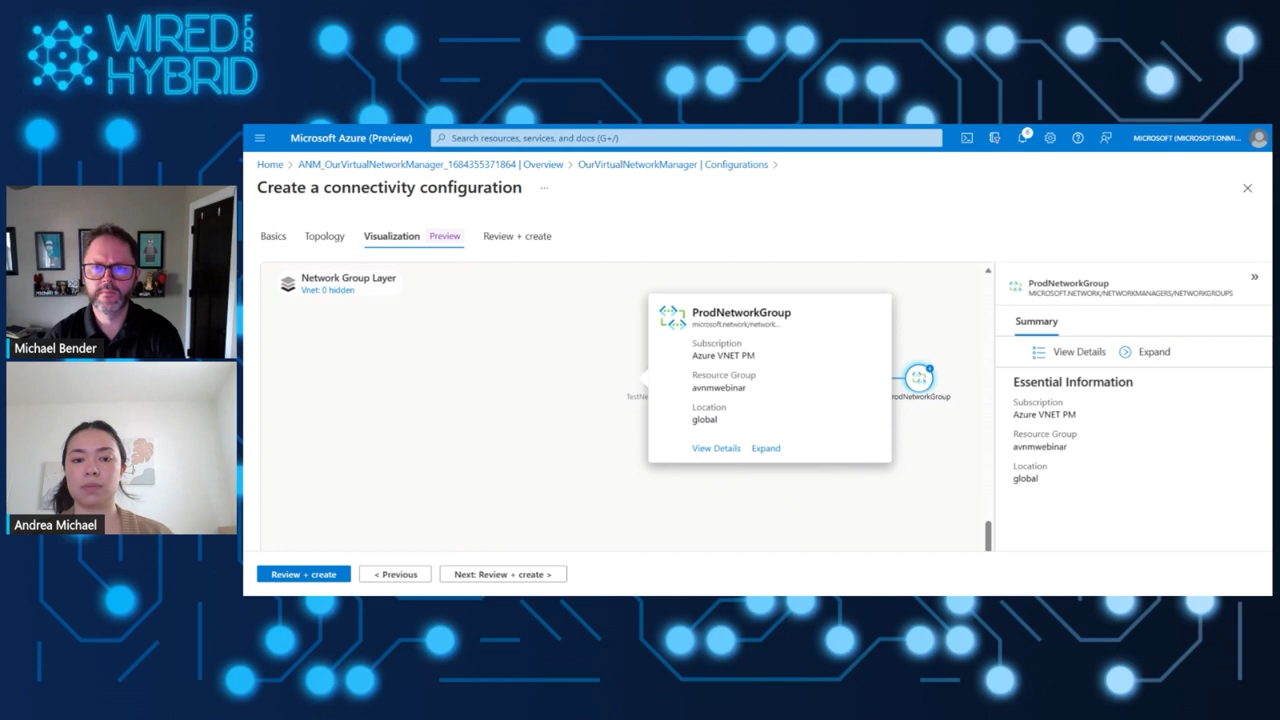 WIRED FOR
HYBRID
Microsoft Azure (Preview)
Search resources, services, and docs (G+/)
6
MICROSOFT (MICROSOFT.ONMI...
Home > ANM_OurVirtualNetworkManager_1684355371864 | Overview > OurVirtualNetworkManager | Configurations >
Create a connectivity configuration ...
Basics
Topology
Visualization Preview
Review + create
Network Group Layer
Vnet: 0 hidden
TestNe
ProdNetworkGroup
microsoft.network/network...
Subscription
Azure VNET PM
Resource Group
avnmwebinar
Location
global
View Details Expand
rodNetworkGroup
ProdNetworkGroup
MICROSOFT.NETWORK/NETWORKMANAGERS/NETWORKGROUPS
Summary
View Details Expand
Essential Information
Subscription
Azure VNET PM
Resource Group
avnmwebinar
Location
global
Review + create
< Previous
Next: Review + create >
Michael Bender
Andrea Michael